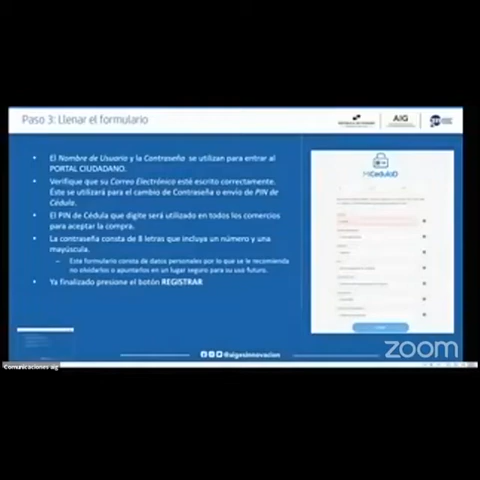 Paso 3: Llenar el formulario
AIG
El Nombre de Usuario y la Contraseña se utilizan para entrar al
PORTAL CIUDADANO.
Verifique que su Correo Electrónico esté escrito correctamente.
Éste se utilizará para el cambio de Contraseña o envío de PIN de
Cédula.
El PIN de Cédula que digite será utilizado en todos los comercios
para aceptar la compra.
La contraseña consta de 8 letras que incluya un número y una
mayúscula.
Este formulario consta de datos personales por lo que se le recomienda
no olvidarlos o apuntarlos en un lugar seguro para su uso futuro.
Ya finalizado presione el botón REGISTRAR
MiCédulaD
@aigesinnovacion
zoom
Comunicaciones aig